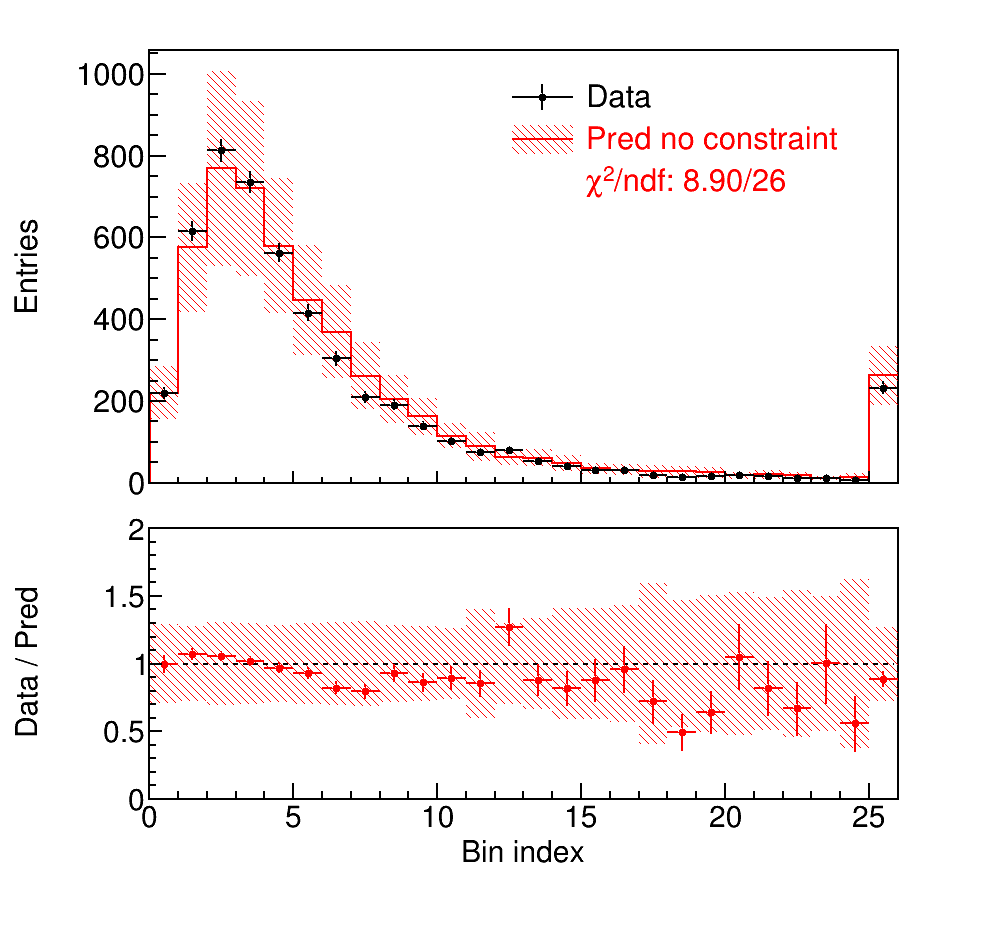 1000
800
600
400
200
0
Entries
Data
Pred no constraint
χ²/ndf: 8.90/26
2
1.5
1
0.5
0
Data / Pred
0 5 10 15 20 25
Bin index